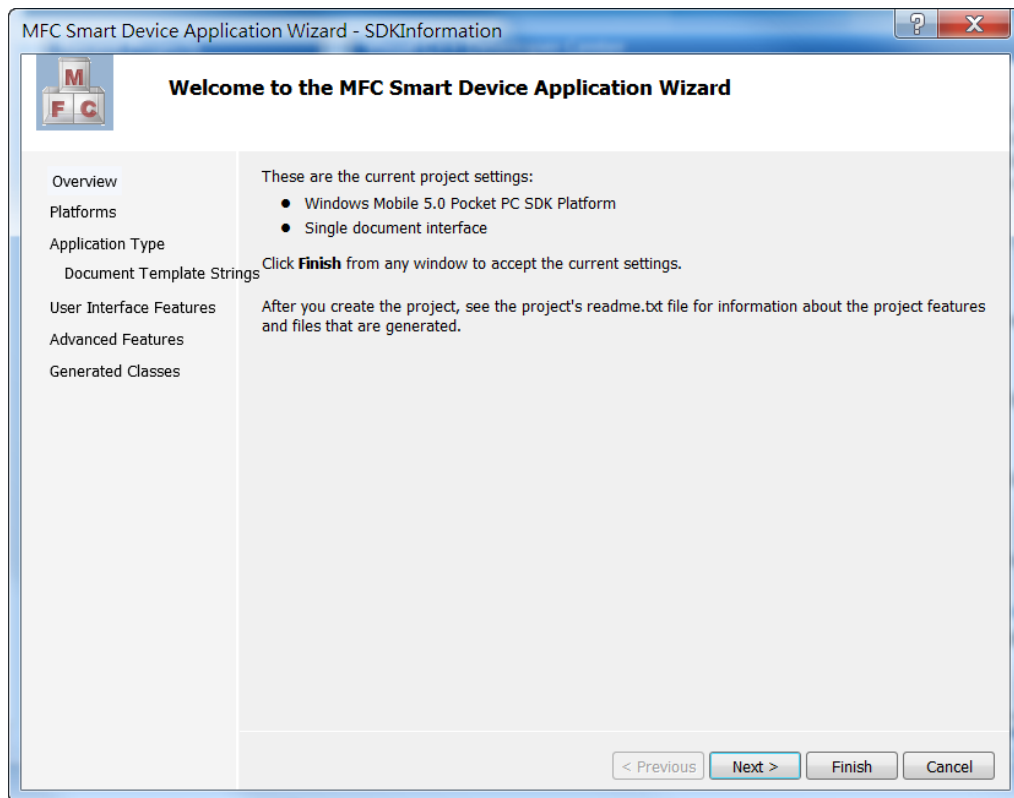 MFC Smart Device Application Wizard - SDKInformation
?
X
M
F C
Welcome to the MFC Smart Device Application Wizard
Overview
Platforms
Application Type
Document Template Strings
User Interface Features
Advanced Features
Generated Classes
These are the current project settings:
● Windows Mobile 5.0 Pocket PC SDK Platform
● Single document interface
Click Finish from any window to accept the current settings.
After you create the project, see the project's readme.txt file for information about the project features
and files that are generated.
< Previous
Next >
Finish
Cancel